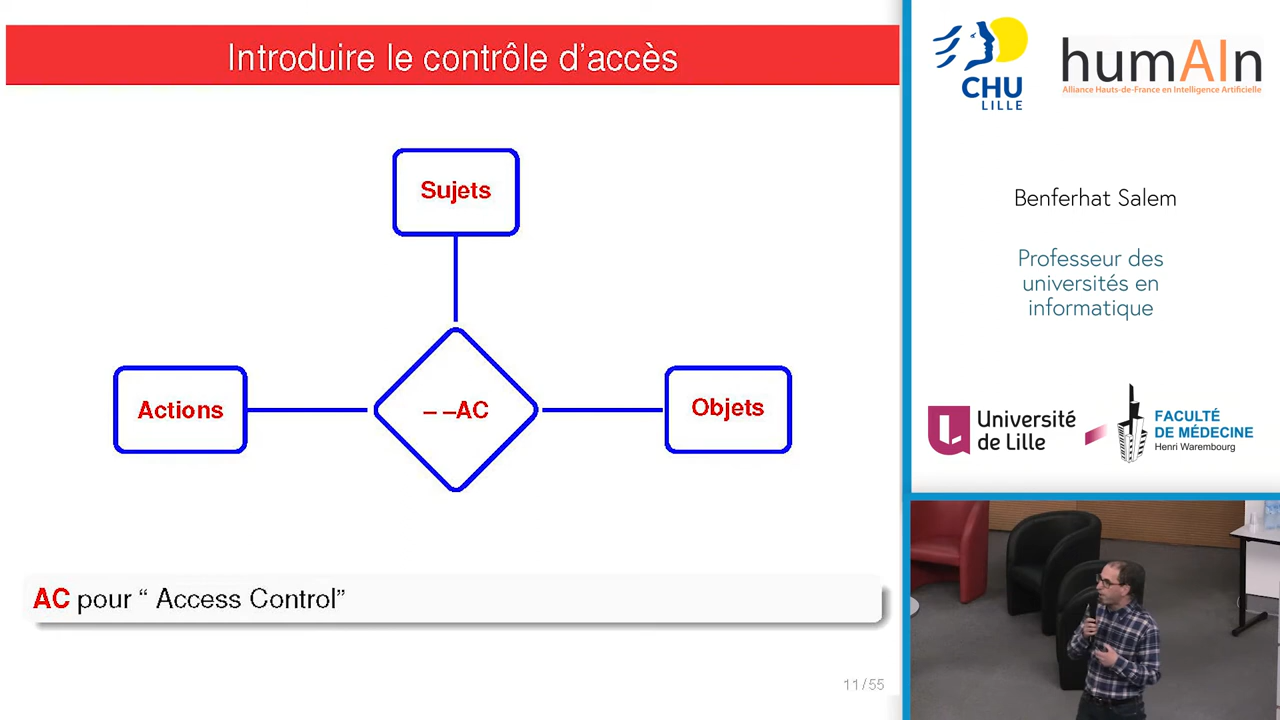 Introduire le contrôle d'accès
Sujets
Actions
– –AC
Objets
AC pour “ Access Control”
11/55
CHU
LILLE
humAIn
Alliance Hauts-de-France en Intelligence Artificielle
Benferhat Salem
Professeur des
universités en
informatique
Université
de Lille
FACULTÉ
DE MÉDECINE
Henri Warembourg